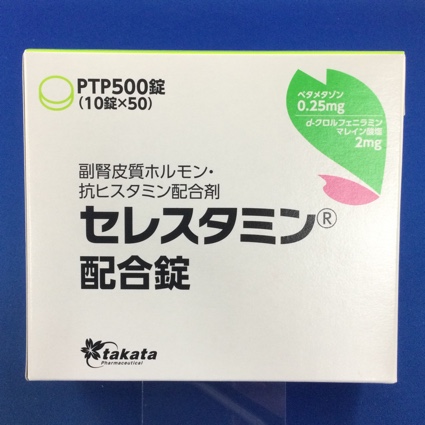 PTP500錠
(10錠×50)
ベタメタゾン
0.25mg
d-クロルフェニラミン
マレイン酸塩
2mg
副腎皮質ホルモン・
抗ヒスタミン配合剤
セレスタミン®
配合錠
takata
Pharmaceutical